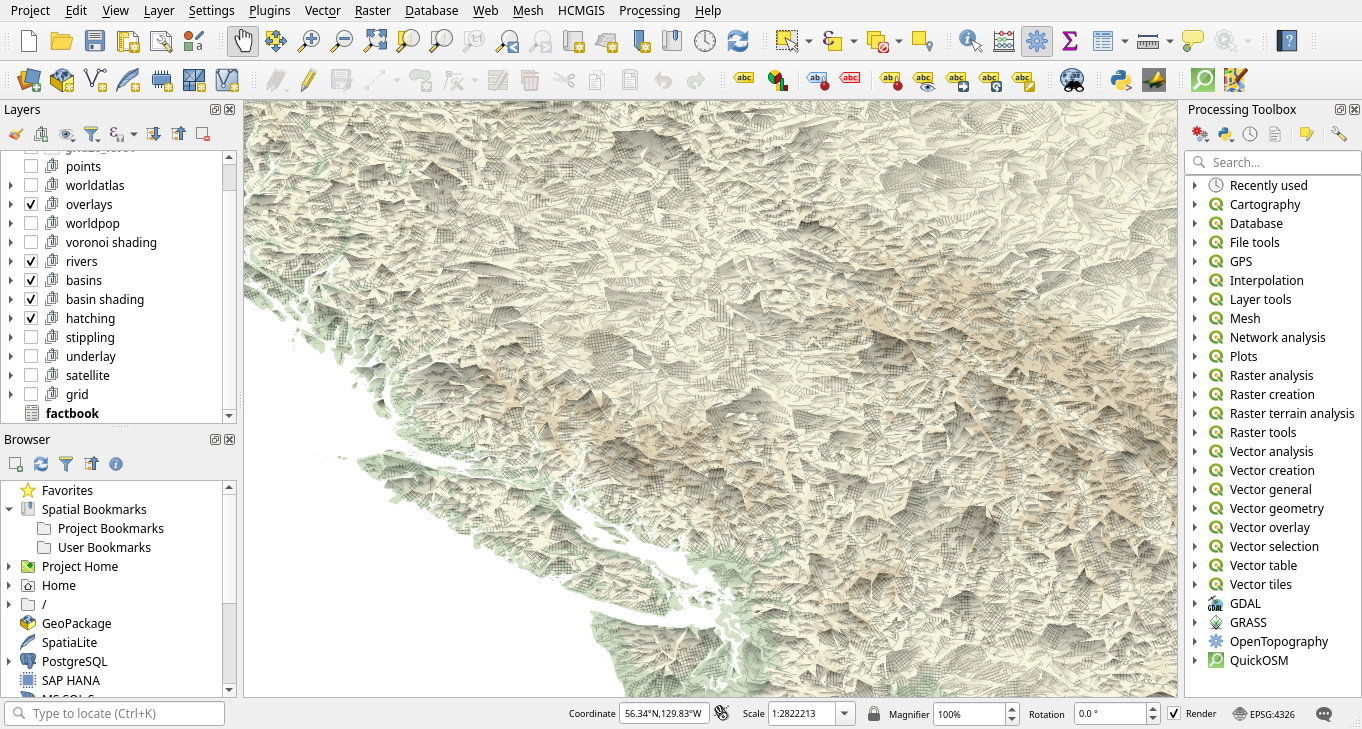 Project Edit View Layer Settings Plugins Vector Raster Database Web Mesh HCMGIS Processing Help
Layers
points
worldatlas
overlays
worldpop
voronoi shading
rivers
basins
basin shading
hatching
stippling
underlay
satellite
grid
factbook
Browser
Favorites
Spatial Bookmarks
Project Bookmarks
User Bookmarks
Project Home
Home
/
GeoPackage
SpatiaLite
PostgreSQL
SAP HANA
Processing Toolbox
Search...
Recently used
Cartography
Database
File tools
GPS
Interpolation
Layer tools
Mesh
Network analysis
Plots
Raster analysis
Raster creation
Raster terrain analysis
Raster tools
Vector analysis
Vector creation
Vector general
Vector geometry
Vector overlay
Vector selection
Vector table
Vector tiles
GDAL
GRASS
OpenTopography
QuickOSM
Type to locate (Ctrl+K) Coordinate 56.34°N,129.83°W Scale 1:2822213 Magnifier 100% Rotation 0.0 ° Render EPSG:4326